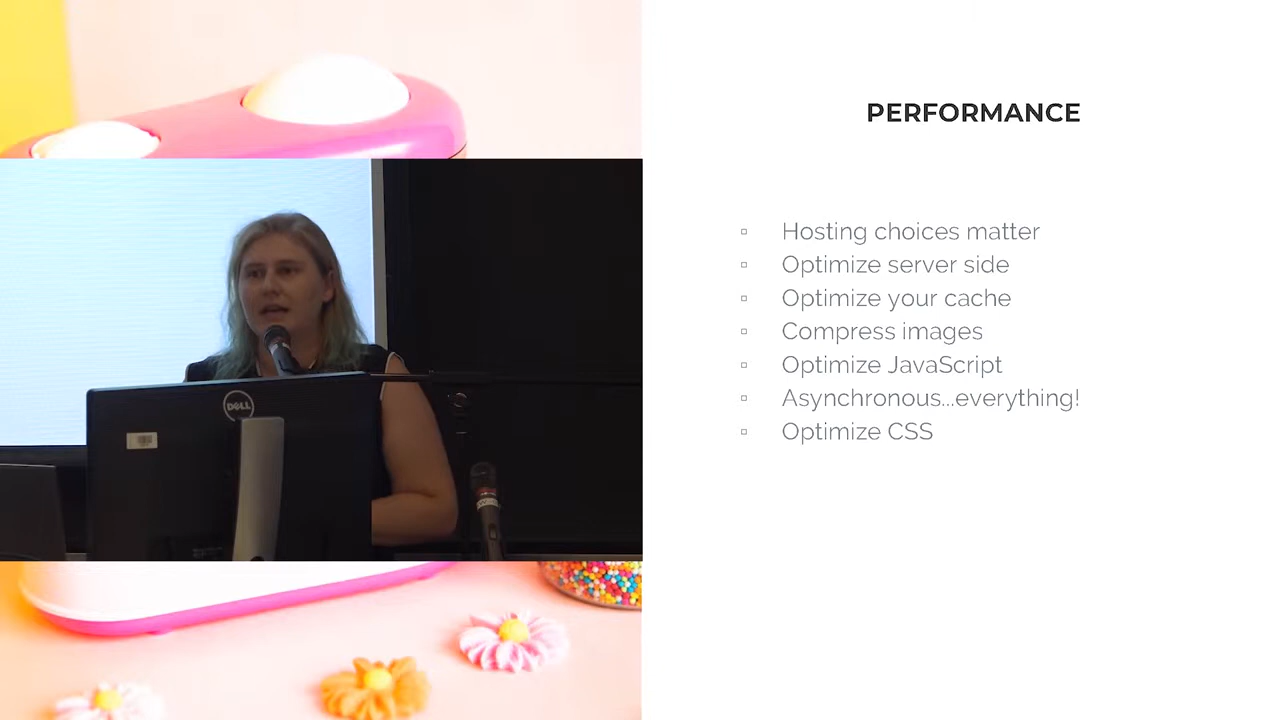 PERFORMANCE
Hosting choices matter
Optimize server side
Optimize your cache
Compress images
Optimize JavaScript
Asynchronous...everything!
Optimize CSS
DELL